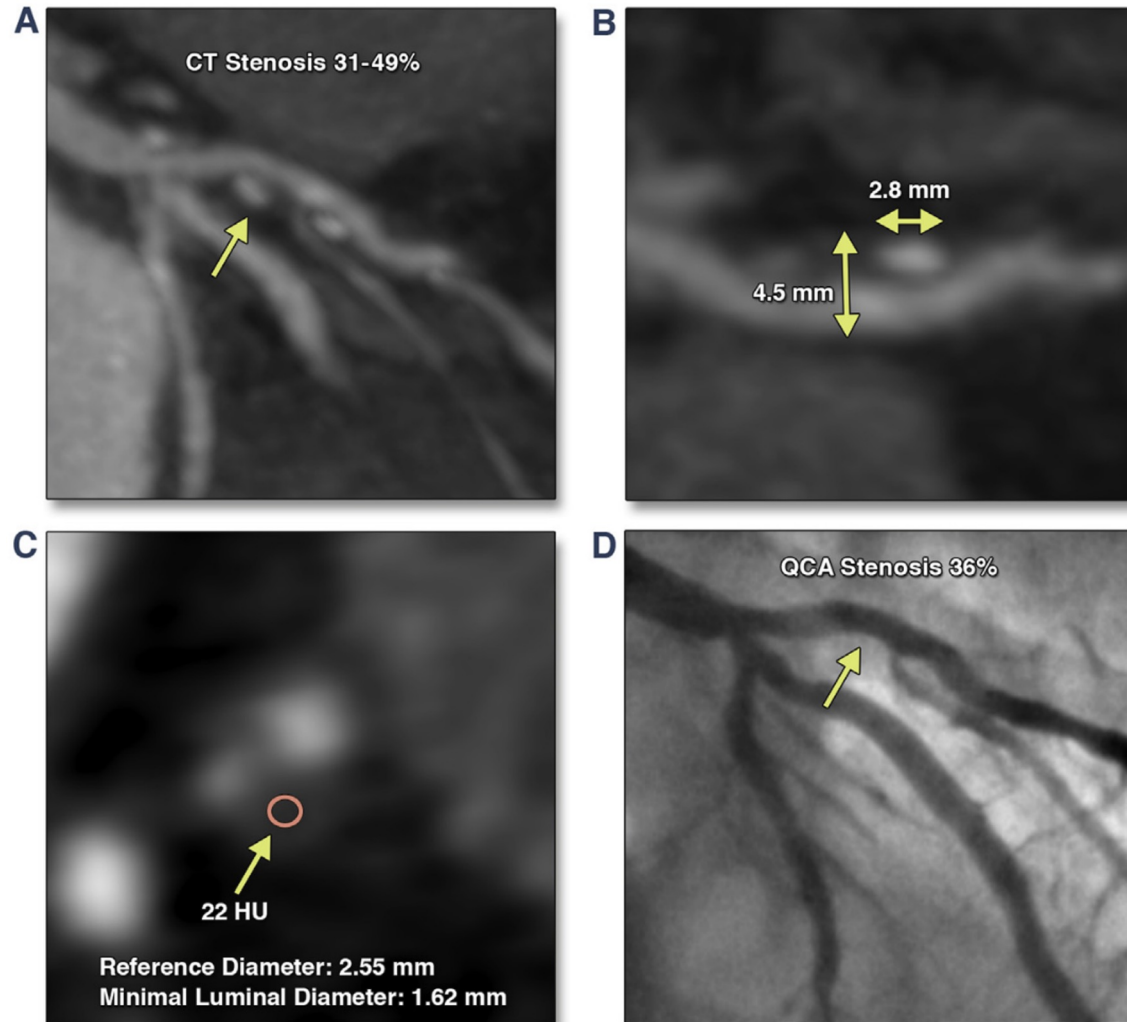 A
CT Stenosis 31-49%
B
2.8 mm
4.5 mm
C
22 HU
Reference Diameter: 2.55 mm
Minimal Luminal Diameter: 1.62 mm
D
QCA Stenosis 36%